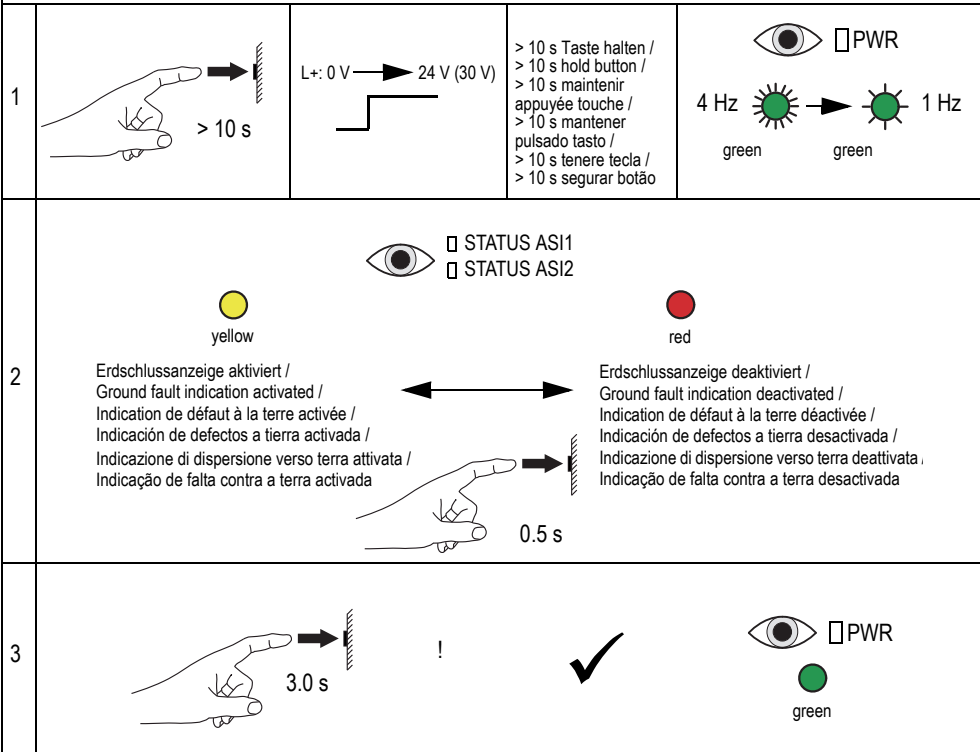 1
> 10 s
L+: 0 V 24 V (30 V)
> 10 s Taste halten /
> 10 s hold button /
> 10 s maintenir
appuyée touche /
> 10 s mantener
pulsado tasto /
> 10 s tenere tecla /
> 10 s segurar botão
PWR
4 Hz 1 Hz
green green
2
STATUS ASI1
STATUS ASI2
yellow
Erdschlussanzeige aktiviert /
Ground fault indication activated /
Indication de défaut à la terre activée /
Indicación de defectos a tierra activada /
Indicazione di dispersione verso terra attivata /
Indicação de falta contra a terra activada
0.5 s
red
Erdschlussanzeige deaktiviert /
Ground fault indication deactivated /
Indication de défaut à la terre déactivée /
Indicación de defectos a tierra desactivada /
Indicazione di dispersione verso terra deattivata /
Indicação de falta contra a terra desactivada
3
3.0 s
!
PWR
green